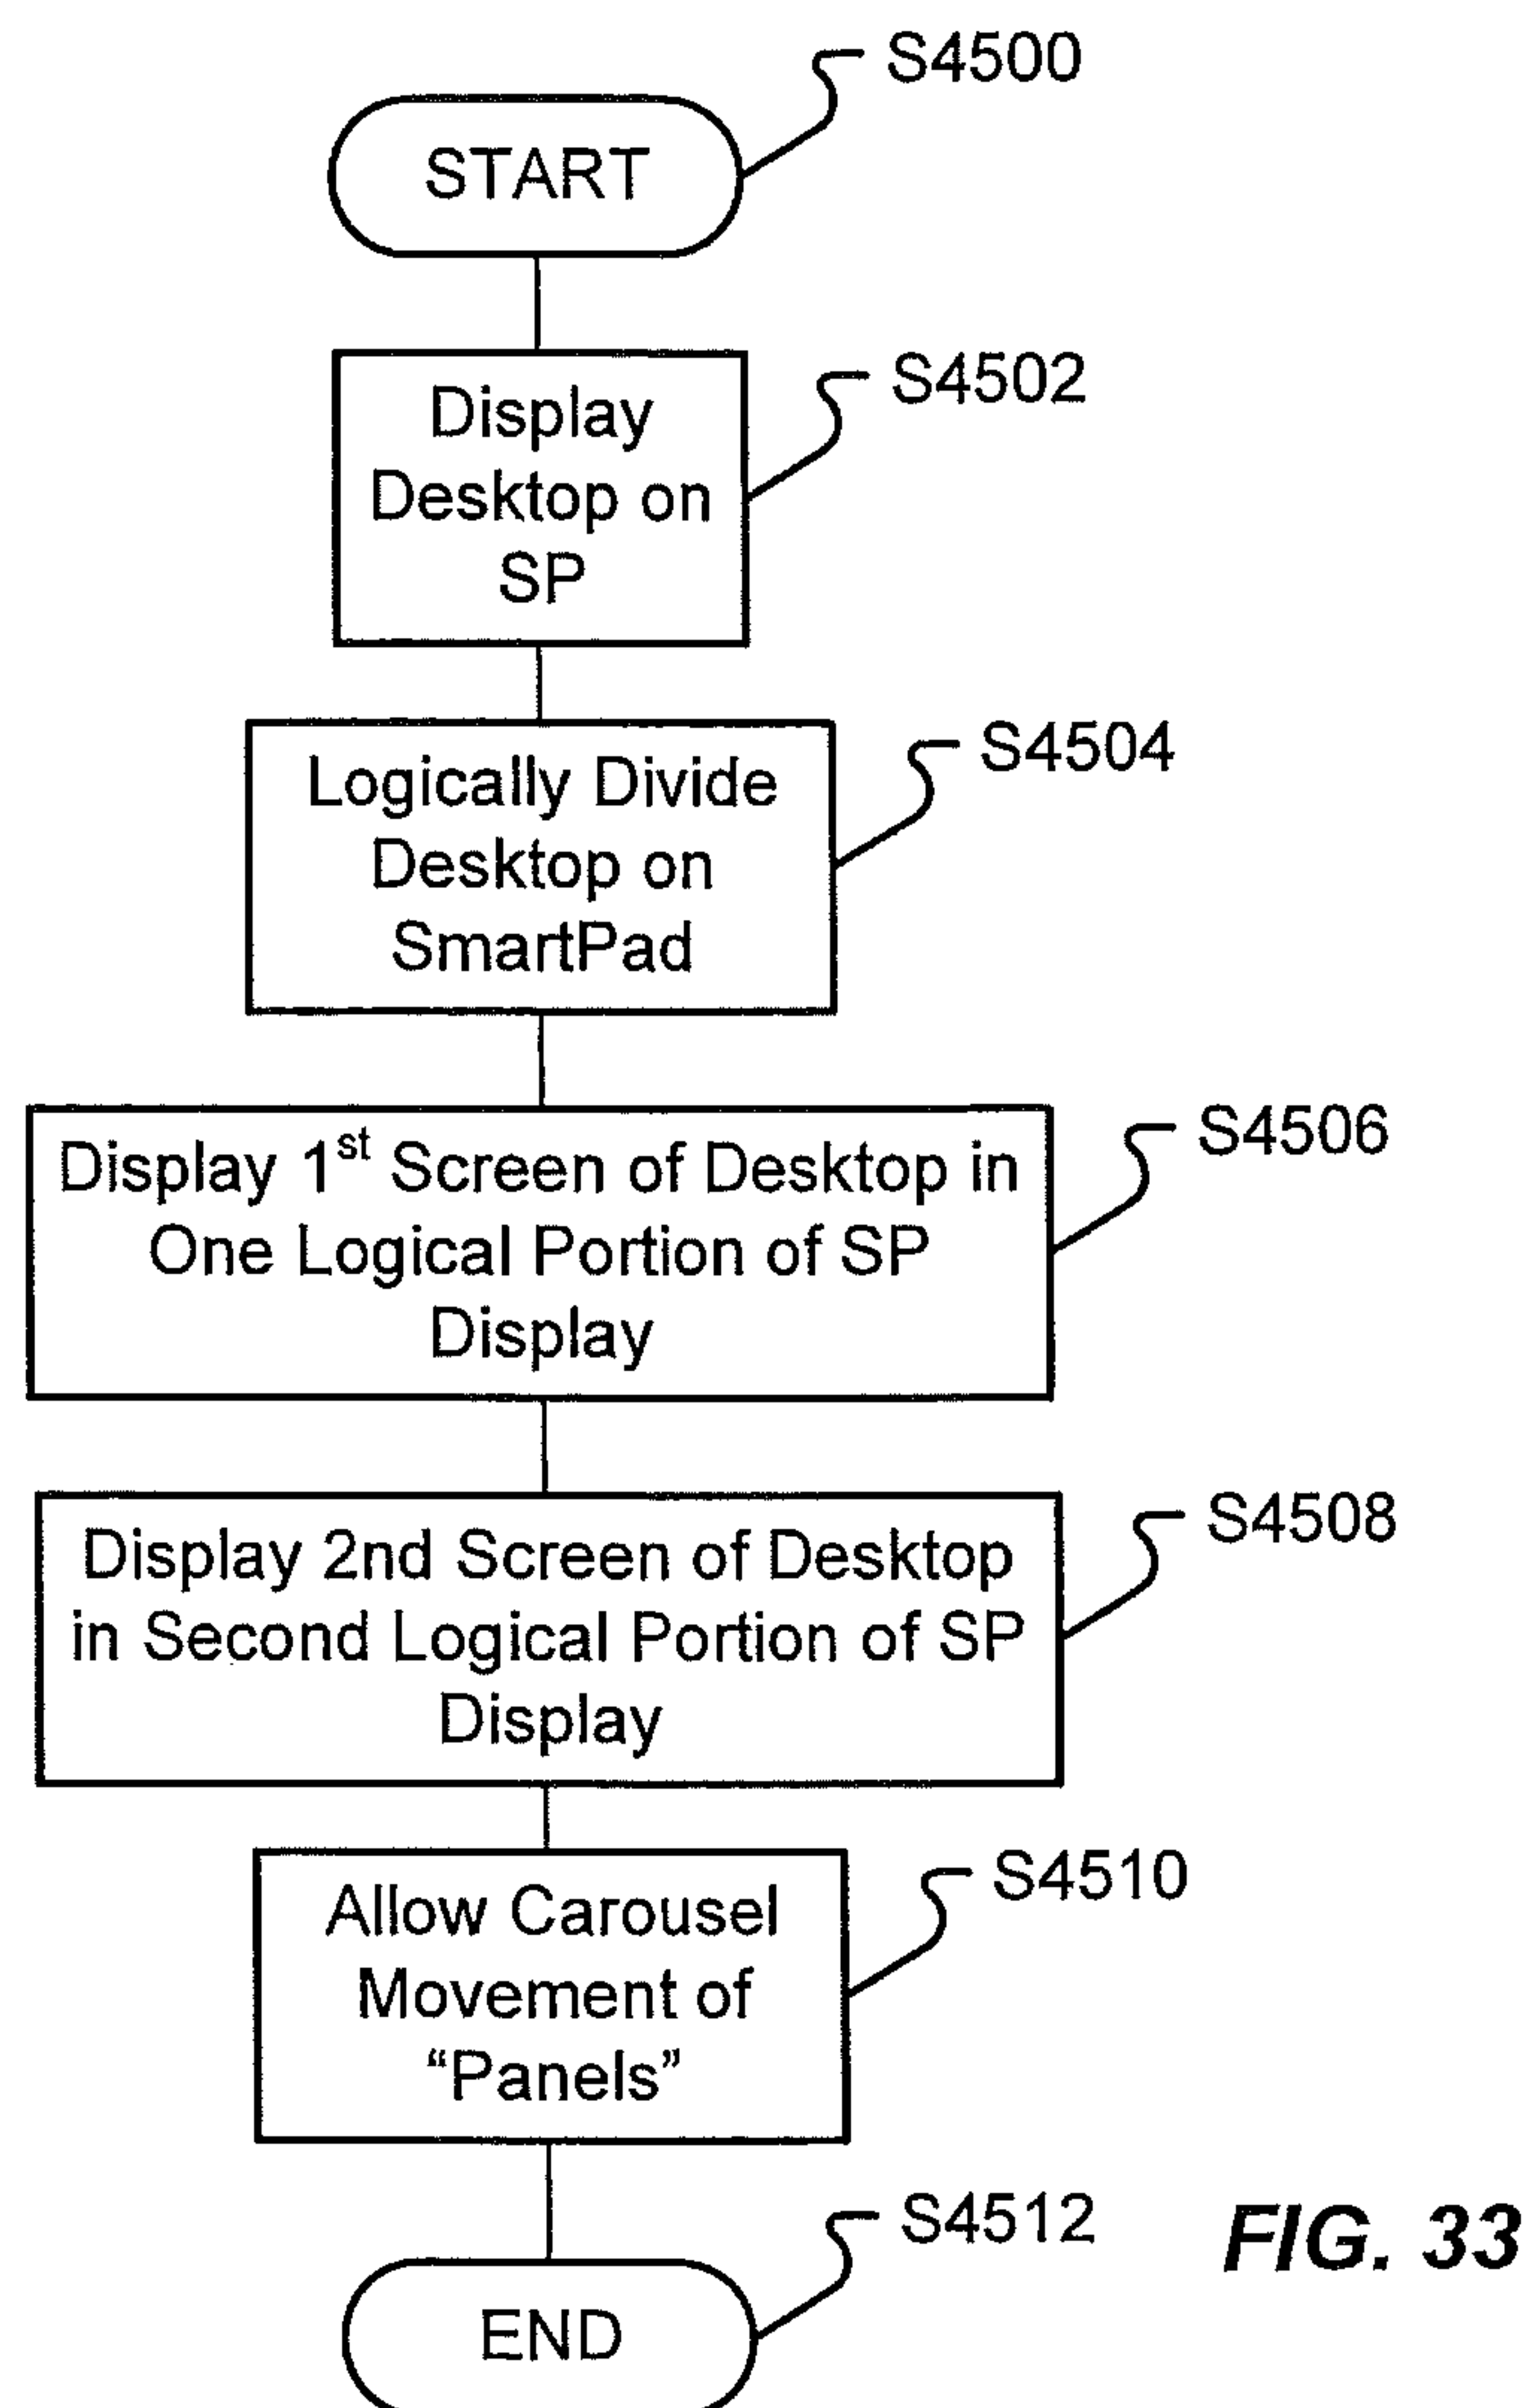 S4500
START
S4502
Display
Desktop on
SP
S4504
Logically Divide
Desktop on
SmartPad
S4506
Display 1st Screen of Desktop in
One Logical Portion of SP
Display
S4508
Display 2nd Screen of Desktop
in Second Logical Portion of SP
Display
S4510
Allow Carousel
Movement of
“Panels”
S4512
END
FIG. 33